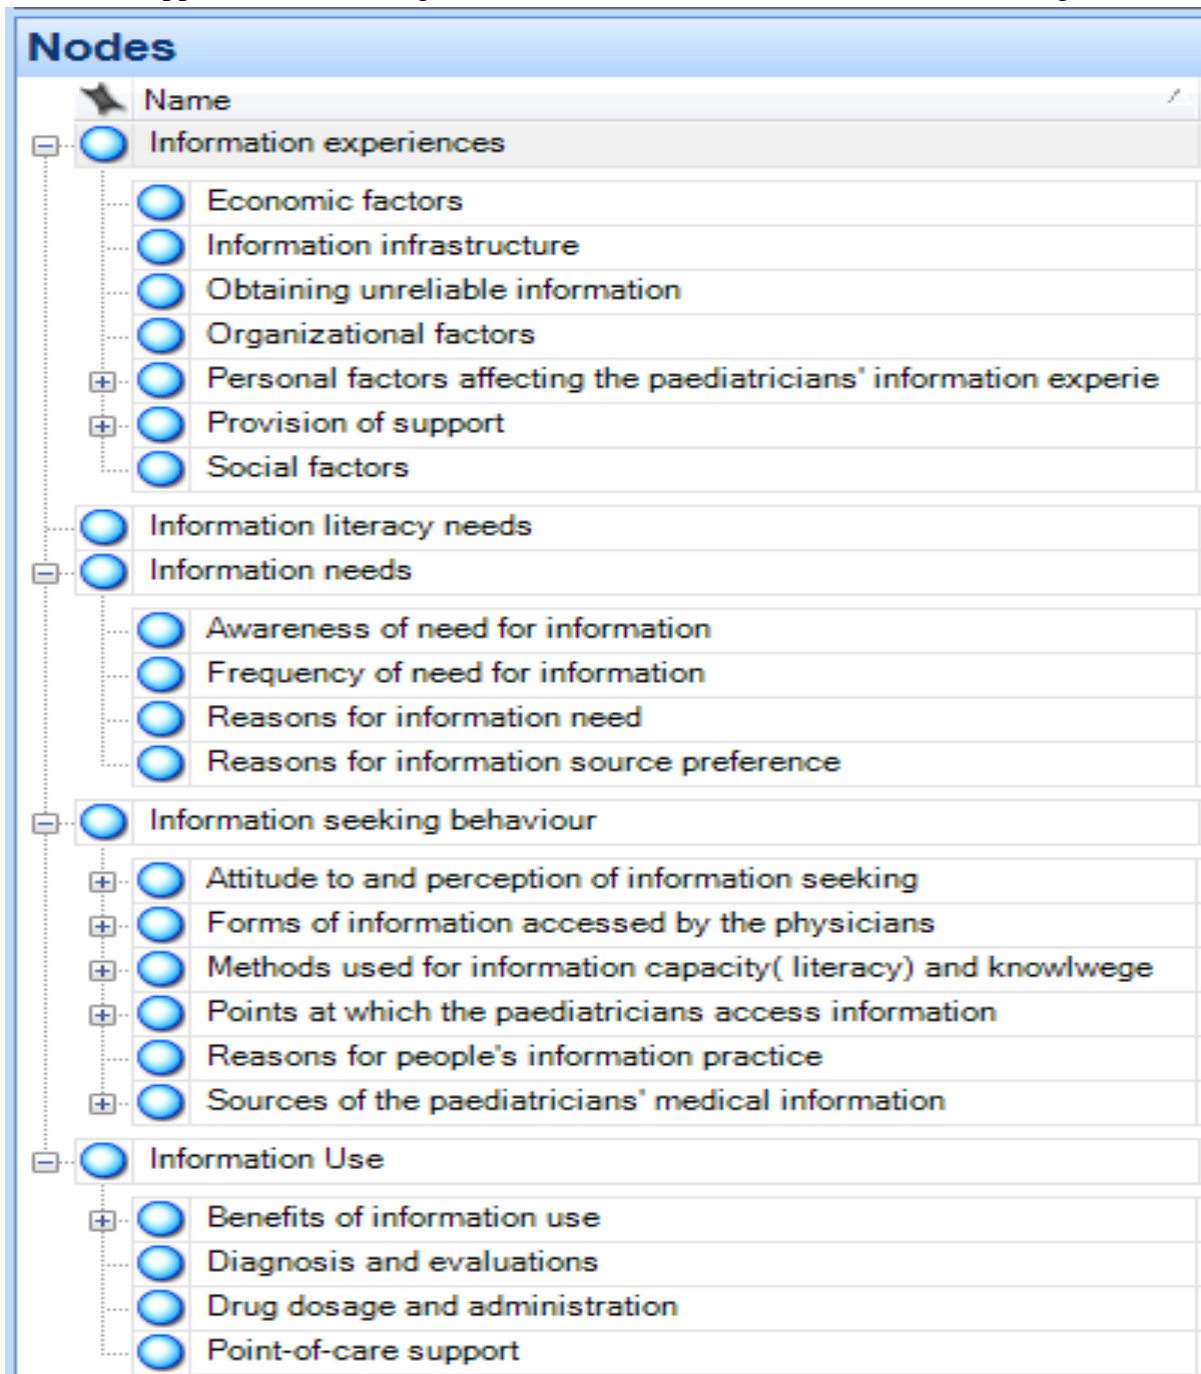 Nodes
Name
Information experiences
Economic factors
Information infrastructure
Obtaining unreliable information
Organizational factors
Personal factors affecting the paediatricians' information experie
Provision of support
Social factors
Information literacy needs
Information needs
Awareness of need for information
Frequency of need for information
Reasons for information need
Reasons for information source preference
Information seeking behaviour
Attitude to and perception of information seeking
Forms of information accessed by the physicians
Methods used for information capacity( literacy) and knowlwege
Points at which the paediatricians access information
Reasons for people's information practice
Sources of the paediatricians' medical information
Information Use
Benefits of information use
Diagnosis and evaluations
Drug dosage and administration
Point-of-care support